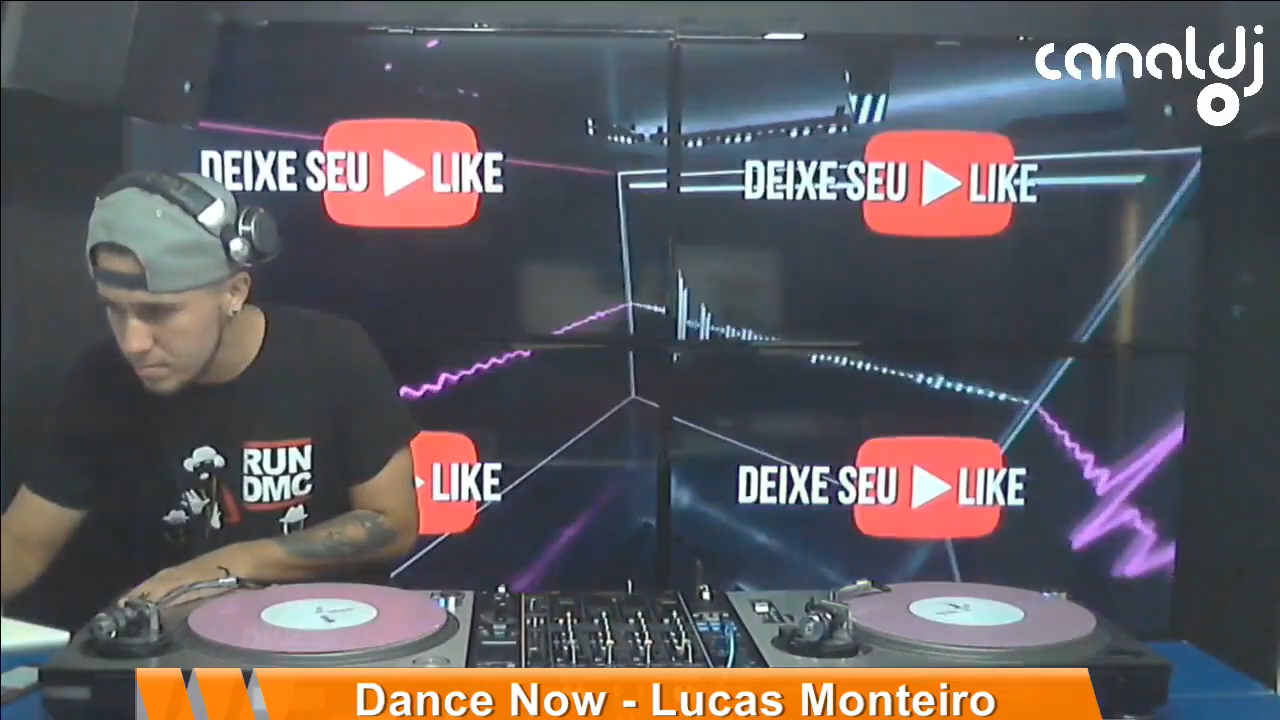 canaldj
DEIXE SEU LIKE
DEIXE SEU LIKE
RUN
DMC
LIKE
DEIXE SEU LIKE
Dance Now - Lucas Monteiro